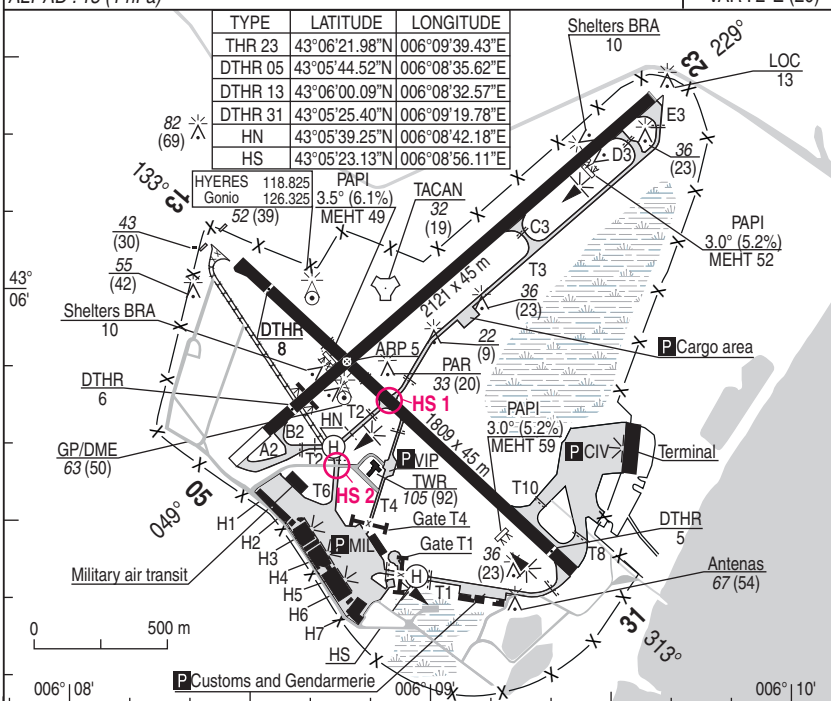 ALT AD : 13 (1 hPa)
TYPE LATITUDE LONGITUDE
THR 23 43°06'21.98"N 006°09'39.43"E
DTHR 05 43°05'44.52"N 006°08'35.62"E
DTHR 13 43°06'00.09"N 006°08'32.57"E
DTHR 31 43°05'25.40"N 006°09'19.78"E
HN 43°05'39.25"N 006°08'42.18"E
HS 43°05'23.13"N 006°08'56.11"E
Shelters BRA
10
23 229°
LOC
13
E3
82
(69)
D3
36
(23)
133° 13
HYERES 118.825
Gonio 126.325
52 (39)
PAPI
3.5° (6.1%)
MEHT 49
TACAN
32
(19)
C3
PAPI
3.0° (5.2%)
MEHT 52
43
(30)
T3
43°
06'
55
(42)
2121 x 45 m
36
(23)
Shelters BRA
10
DTHR
8
ARP 5
22
(9)
P Cargo area
DTHR
6
PAR
33 (20)
HS 1
PAPI
3.0° (5.2%)
MEHT 59
HN
T2
1809 x 45 m
GP/DME
63 (50)
A2
B2
T2
H
P VIP
P CIV
Terminal
HS 2
TWR
105 (92)
T10
049° 05
T6
T4
H1
Gate T4
DTHR
5
H2
H3
P MIL
Gate T1
36
(23)
T8
Military air transit
H4
H
Antenas
67 (54)
H5
T1
H6
H7
31 313°
0 500 m
HS
P Customs and Gendarmerie
006° 08' 006° 09' 006° 10'